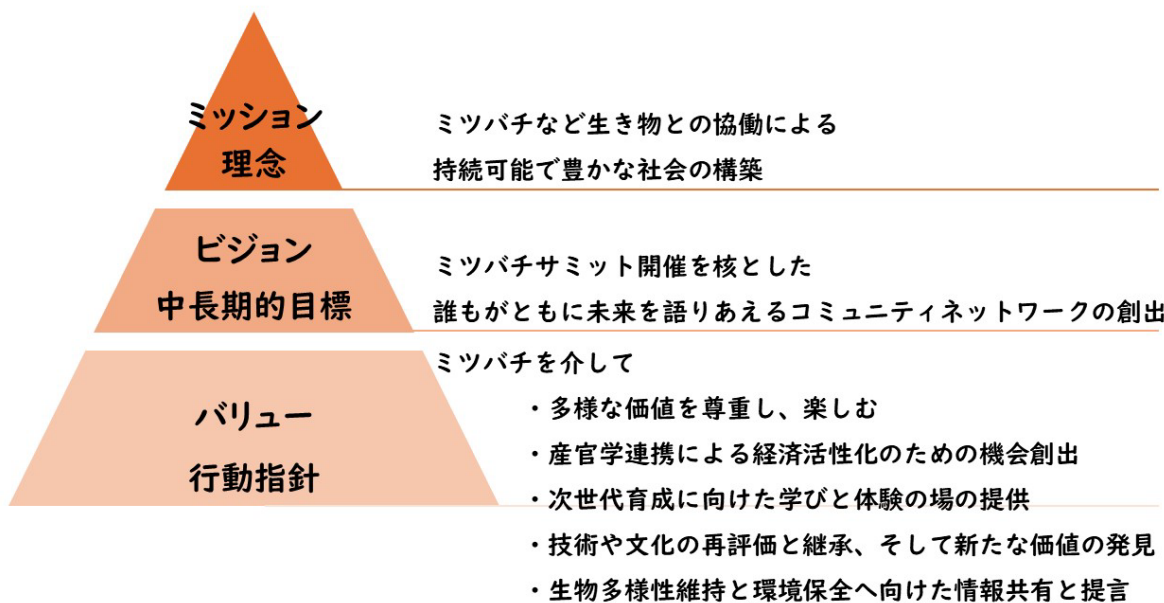 ミッション
理念
ミツバチなど生き物との協働による
持続可能で豊かな社会の構築
ビジョン
中長期的目標
ミツバチサミット開催を核とした
誰もがともに未来を語りあえるコミュニティネットワークの創出
バリュー
行動指針
ミツバチを介して
・多様な価値を尊重し、楽しむ
・産官学連携による経済活性化のための機会創出
・次世代育成に向けた学びと体験の場の提供
・技術や文化の再評価と継承、そして新たな価値の発見
・生物多様性維持と環境保全へ向けた情報共有と提言